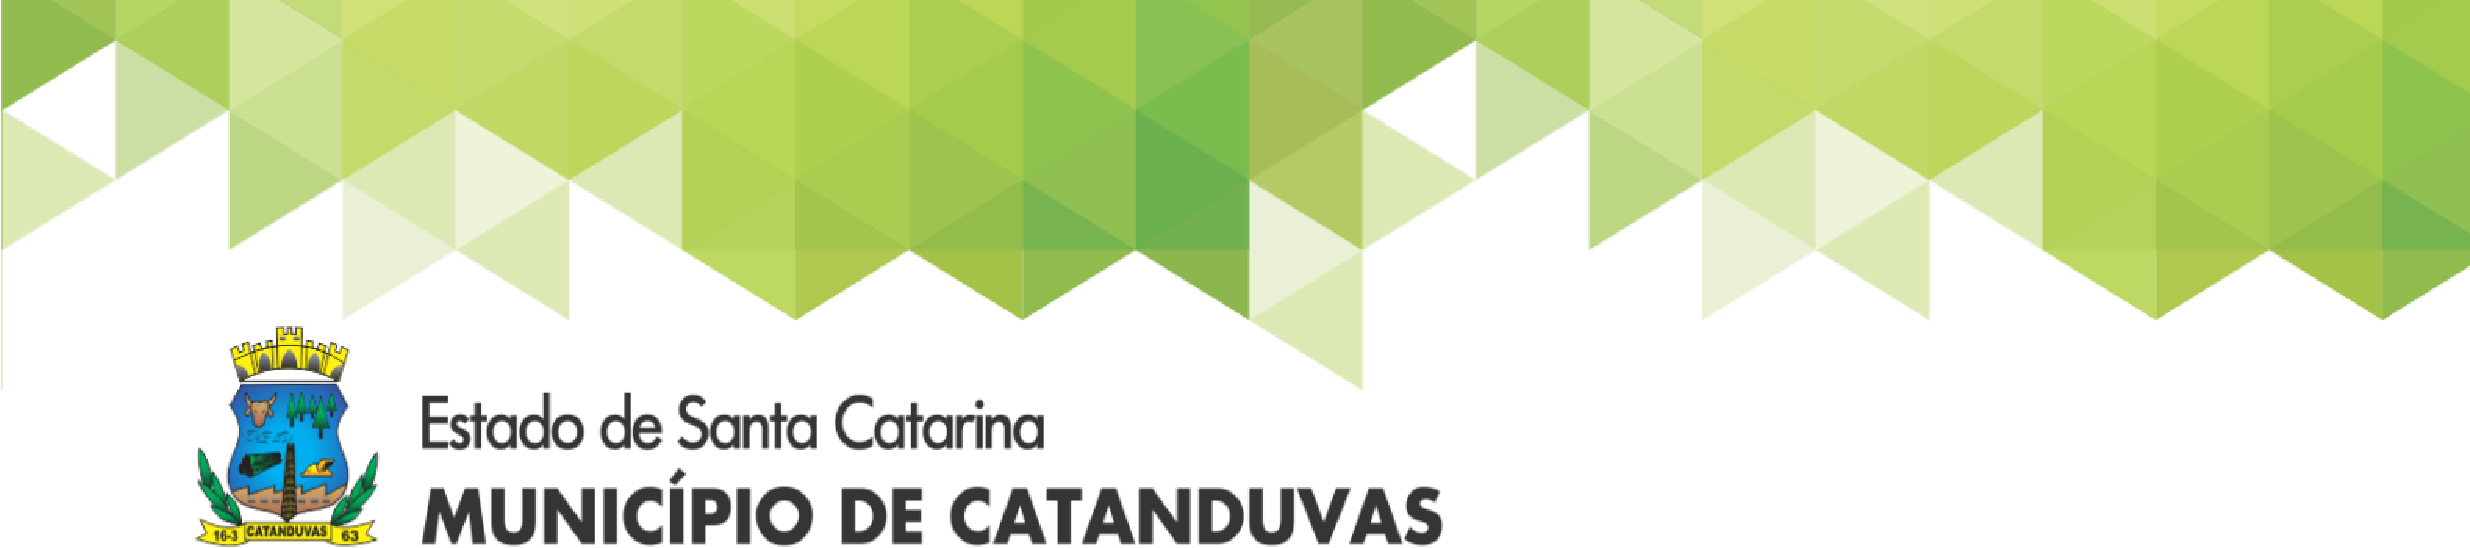 Estado de Santa Catarina
MUNICÍPIO DE CATANDUVAS
16-3 CATANDUVAS 63